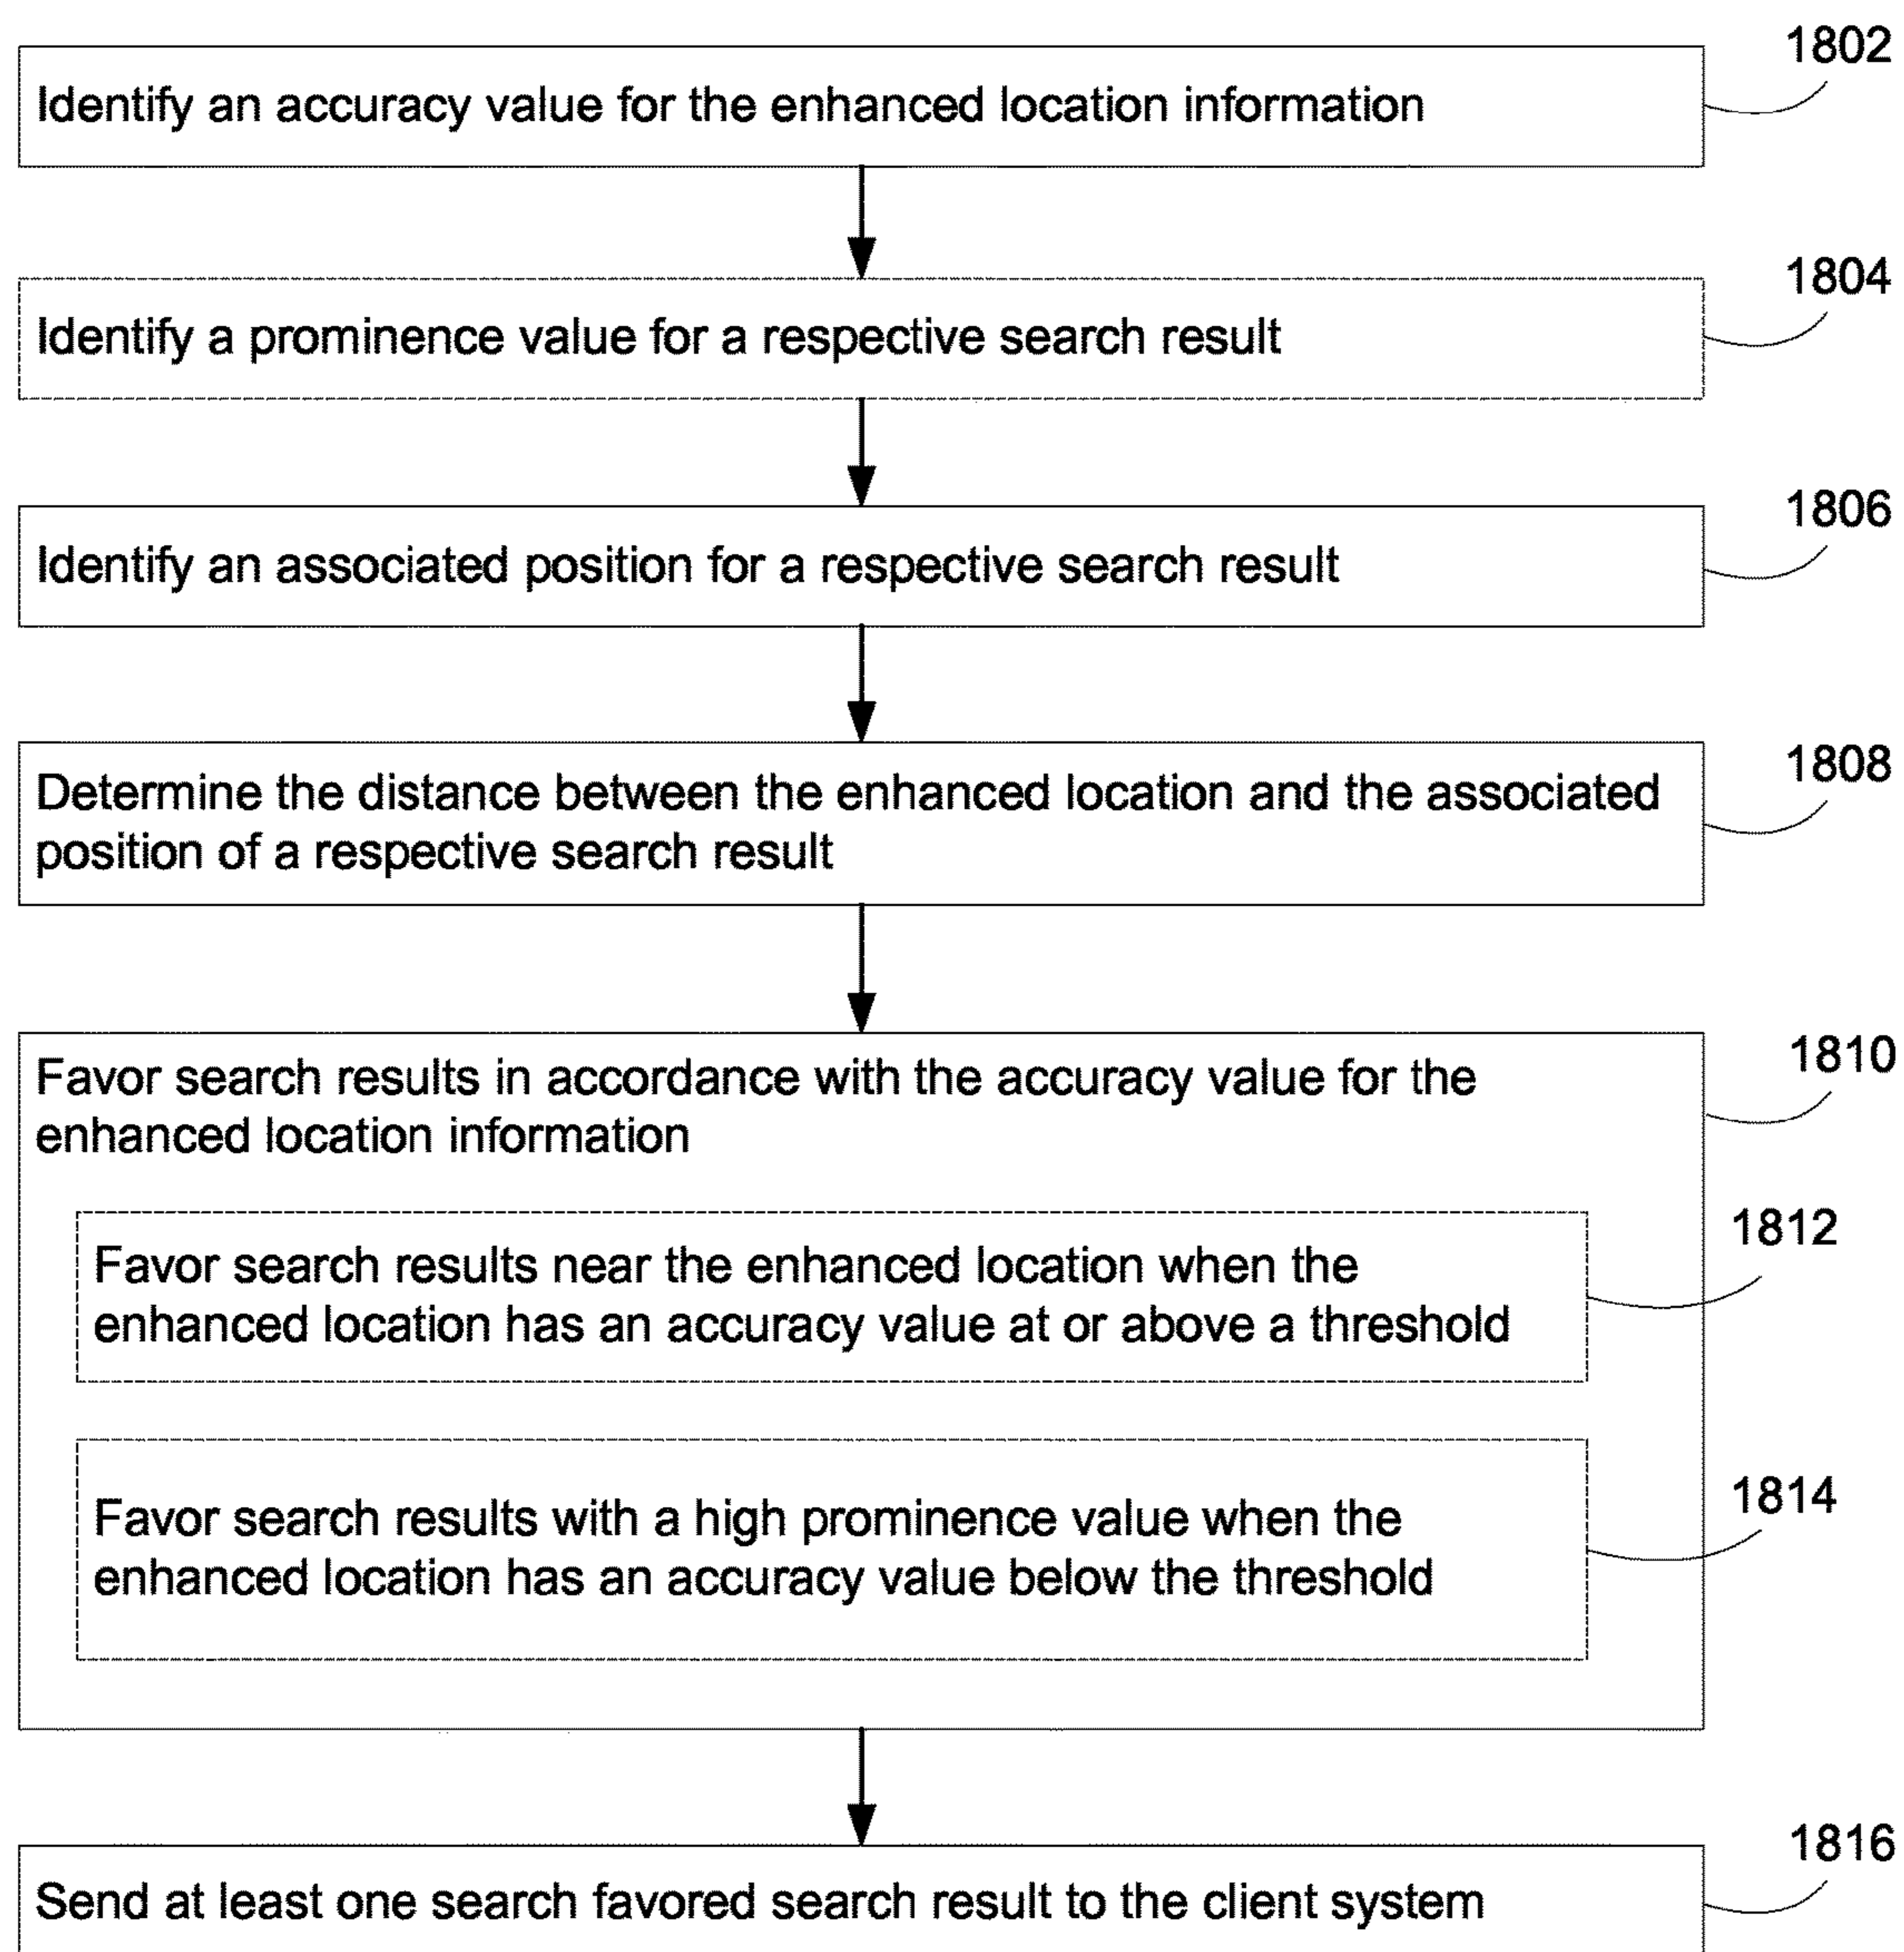 1802
Identify an accuracy value for the enhanced location information
1804
Identify a prominence value for a respective search result
1806
Identify an associated position for a respective search result
1808
Determine the distance between the enhanced location and the associated
position of a respective search result
1810
Favor search results in accordance with the accuracy value for the
enhanced location information
1812
Favor search results near the enhanced location when the
enhanced location has an accuracy value at or above a threshold
1814
Favor search results with a high prominence value when the
enhanced location has an accuracy value below the threshold
1816
Send at least one search favored search result to the client system